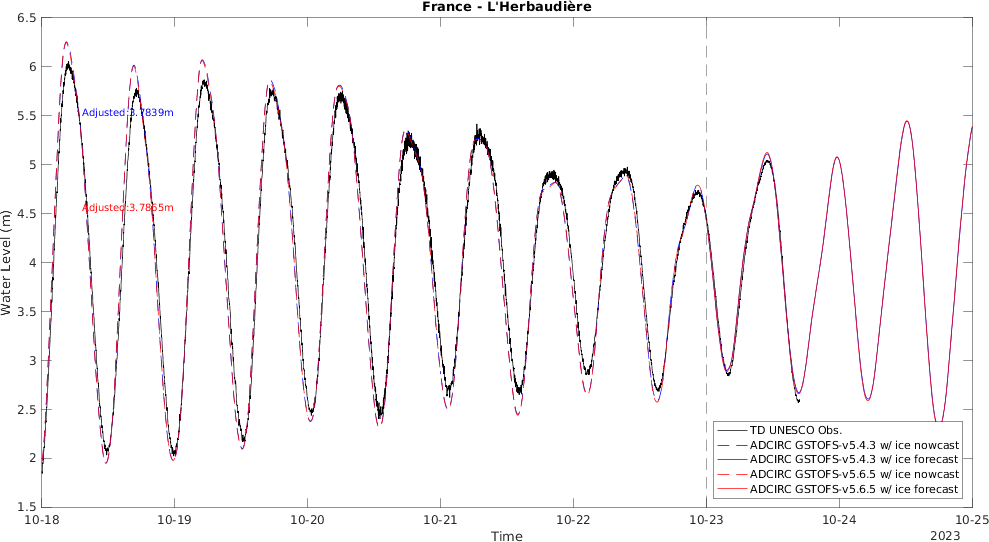 France - L'Herbaudière
6.5
6
5.5
5
4.5
4
3.5
3
2.5
2
1.5
Water Level (m)
Adjusted:3.7839m
Adjusted:3.7865m
TD UNESCO Obs.
ADCIRC GSTOFS-v5.4.3 w/ ice nowcast
ADCIRC GSTOFS-v5.4.3 w/ ice forecast
ADCIRC GSTOFS-v5.6.5 w/ ice nowcast
ADCIRC GSTOFS-v5.6.5 w/ ice forecast
10-18 10-19 10-20 10-21 10-22 10-23 10-24 10-25
Time
2023